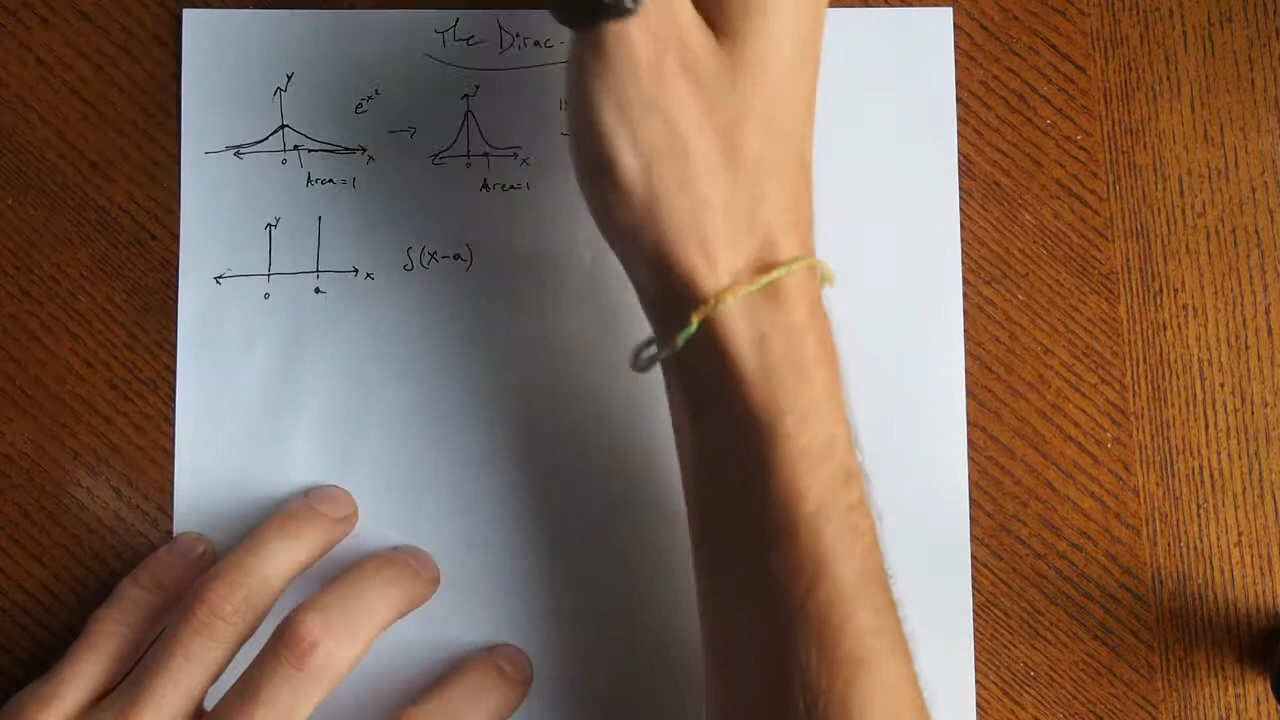 The Dirac-
y e^-x² y
0 x 0 x
Area=1 Area=1
y
δ(x-a)
x
0 a